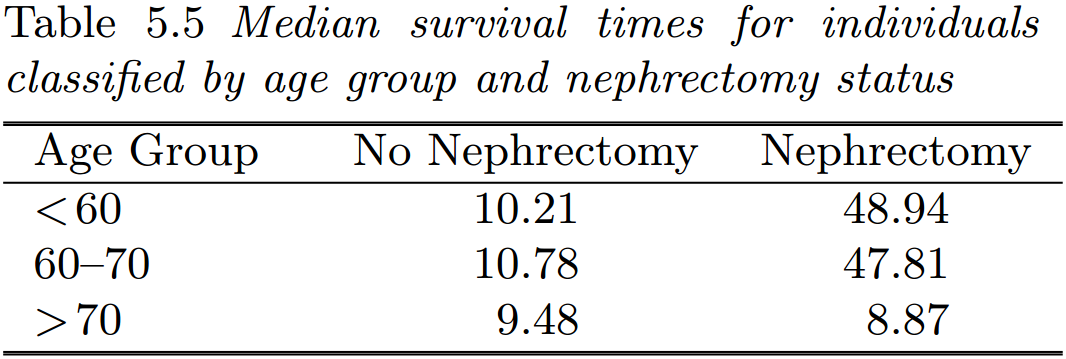 Table 5.5 Median survival times for individuals
classified by age group and nephrectomy status
Age Group No Nephrectomy Nephrectomy
<60 10.21 48.94
60–70 10.78 47.81
>70 9.48 8.87